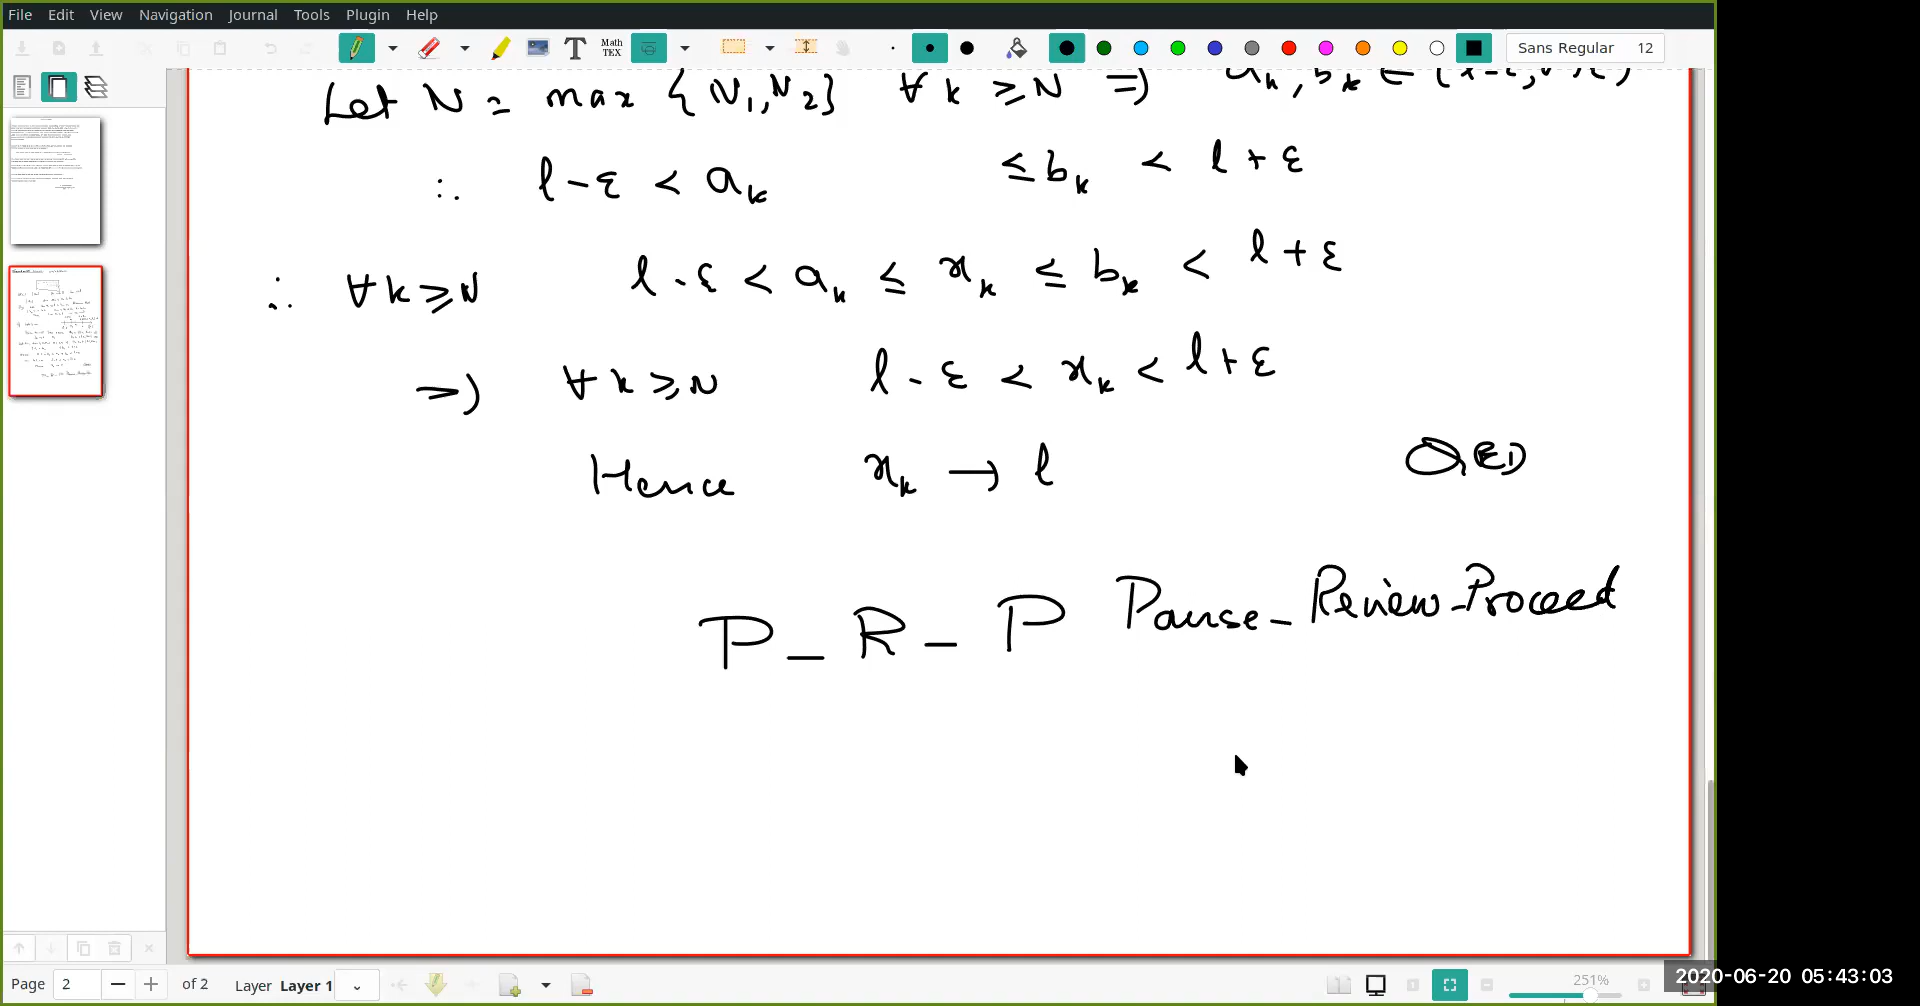 File Edit View Navigation Journal Tools Plugin Help
Math TEX Sans Regular 12
Let N = max {N₁, N₂} ∀ k ≥ N ⇒ aₖ, bₖ ∈
∴ l - ε < aₖ ≤ bₖ < l + ε
∴ ∀ k ≥ N l - ε < aₖ ≤ xₖ ≤ bₖ < l + ε
⇒ ∀ k ≥ N l - ε < xₖ < l + ε
Hence xₖ → l QED
P - R - P Pause - Review - Proceed
Page 2 of 2 Layer Layer 1 251%
2020-06-20 05:43:03